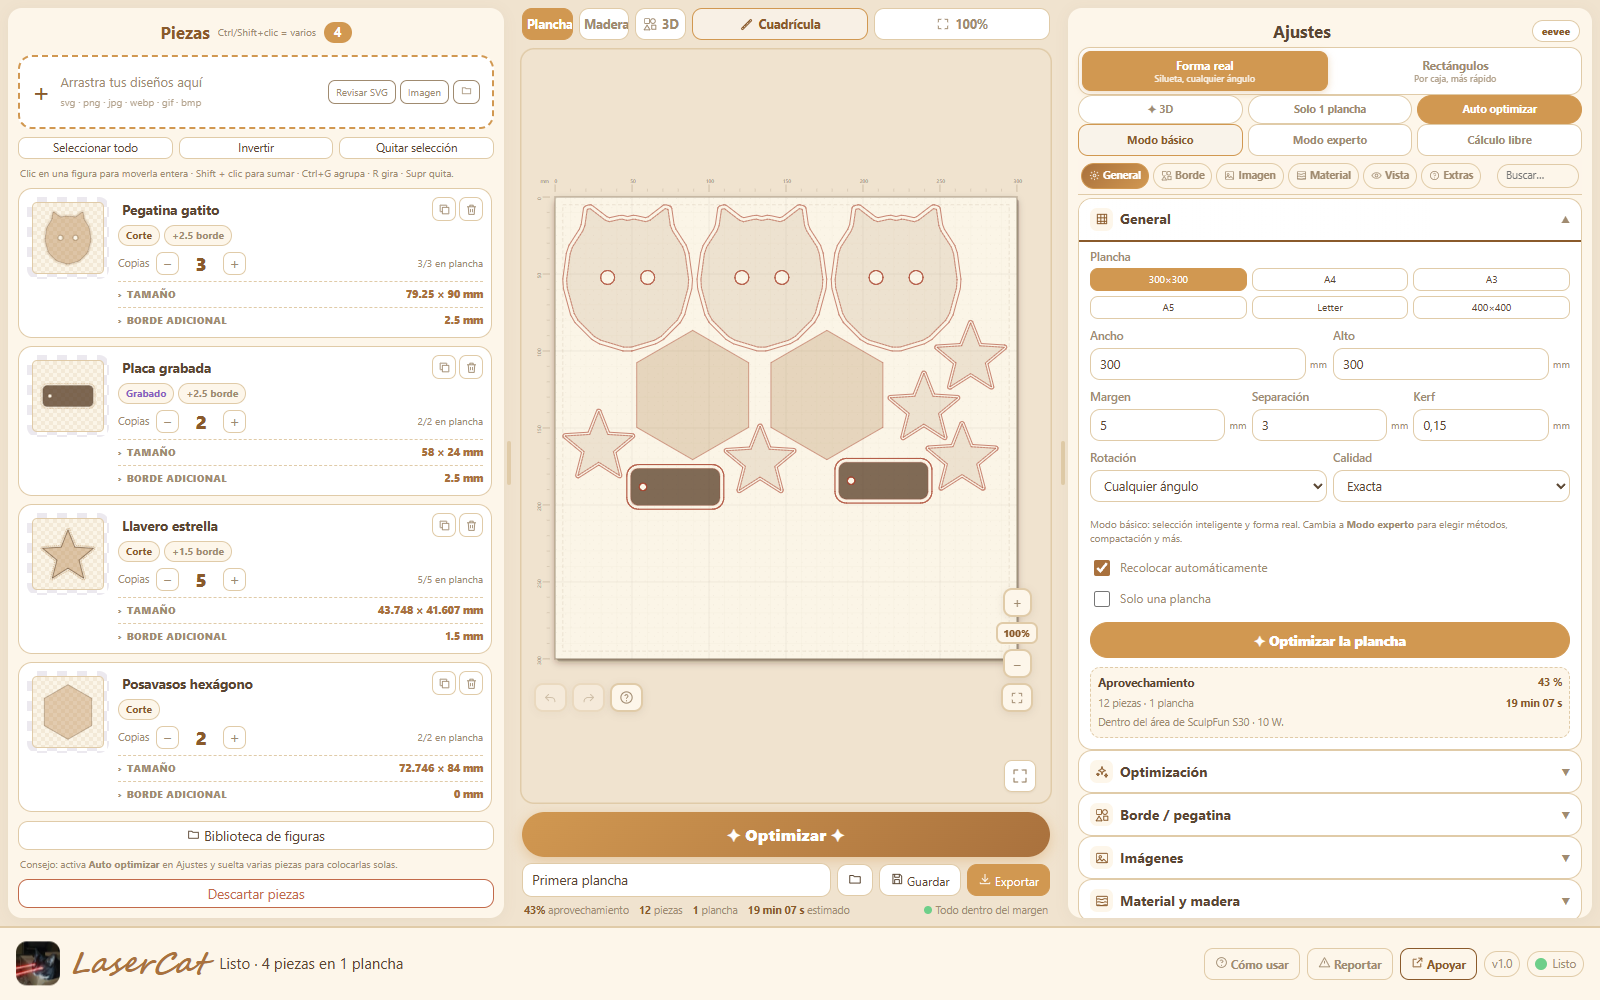 Piezas Ctrl/Shift+clic = varios 4
+ Arrastra tus diseños aquí
svg · png · jpg · webp · gif · bmp
Revisar SVG Imagen
Seleccionar todo Invertir Quitar selección
Clic en una figura para moverla entera · Shift + clic para sumar · Ctrl+G agrupa · R gira · Supr quita.
Pegatina gatito
Corte +2.5 borde
Copias − 3 + 3/3 en plancha
TAMAÑO 79.25 × 90 mm
BORDE ADICIONAL 2.5 mm
Placa grabada
Grabado +2.5 borde
Copias − 2 + 2/2 en plancha
TAMAÑO 58 × 24 mm
BORDE ADICIONAL 2.5 mm
Llavero estrella
Corte +1.5 borde
Copias − 5 + 5/5 en plancha
TAMAÑO 43.748 × 41.607 mm
BORDE ADICIONAL 1.5 mm
Posavasos hexágono
Corte
Copias − 2 + 2/2 en plancha
TAMAÑO 72.746 × 84 mm
BORDE ADICIONAL 0 mm
Biblioteca de figuras
Consejo: activa Auto optimizar en Ajustes y suelta varias piezas para colocarlas solas.
Descartar piezas
Plancha Madera 3D Cuadrícula 100%
mm 0 50 100 150 200 250 300
0
50
100
150
200
250
300
+
100%
−
✦ Optimizar ✦
Primera plancha Guardar Exportar
43% aprovechamiento 12 piezas 1 plancha 19 min 07 s estimado Todo dentro del margen
Ajustes eevee
Forma real
Silueta, cualquier ángulo
Rectángulos
Por caja, más rápido
✦ 3D Solo 1 plancha Auto optimizar
Modo básico Modo experto Cálculo libre
General Borde Imagen Material Vista Extras Buscar...
General ▲
Plancha
300×300 A4 A3
A5 Letter 400×400
Ancho Alto
300 mm 300 mm
Margen Separación Kerf
5 mm 3 mm 0,15 mm
Rotación Calidad
Cualquier ángulo Exacta
Modo básico: selección inteligente y forma real. Cambia a Modo experto para elegir métodos,
compactación y más.
Recolocar automáticamente
Solo una plancha
✦ Optimizar la plancha
Aprovechamiento 43 %
12 piezas · 1 plancha 19 min 07 s
Dentro del área de SculpFun S30 · 10 W.
Optimización ▼
Borde / pegatina ▼
Imágenes ▼
Material y madera ▼
LaserCat Listo · 4 piezas en 1 plancha
Cómo usar Reportar Apoyar v1.0 Listo